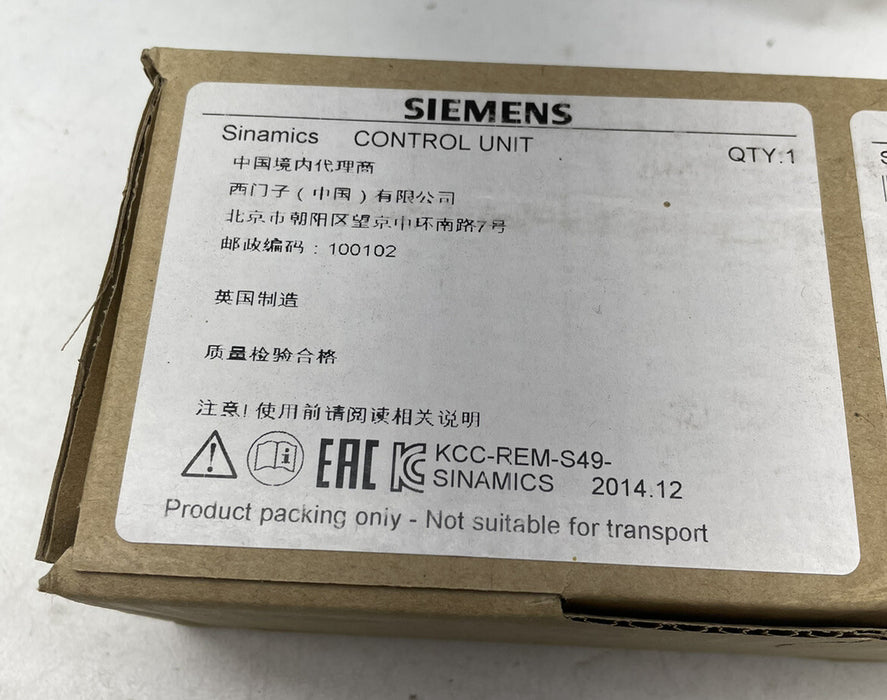 SIEMENS
Sinamics CONTROL UNIT QTY:1
中国境内代理商
西门子（中国）有限公司
北京市朝阳区望京中环南路7号
邮政编码：100102
英国制造
质量检验合格
注意!使用前请阅读相关说明
EAC KCC-REM-S49-
SINAMICS 2014.12
Product packing only - Not suitable for transport